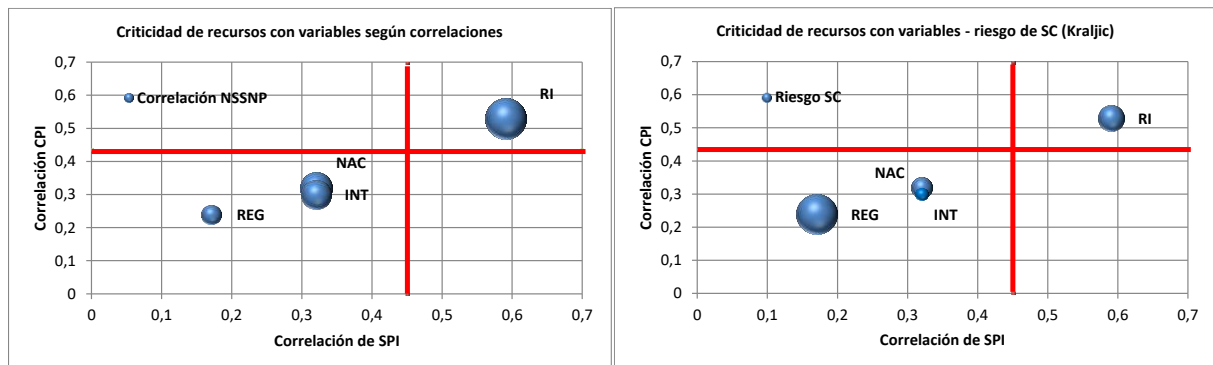 Criticidad de recursos con variables según correlaciones
0,7
0,6
0,5
0,4
0,3
0,2
0,1
0
Correlación CPI
Correlación NSSNP
RI
NAC
INT
REG
0 0,1 0,2 0,3 0,4 0,5 0,6 0,7
Correlación de SPI
Criticidad de recursos con variables - riesgo de SC (Kraljic)
0,7
0,6
0,5
0,4
0,3
0,2
0,1
0
Correlación CPI
Riesgo SC
RI
NAC
INT
REG
0 0,1 0,2 0,3 0,4 0,5 0,6 0,7
Correlación de SPI